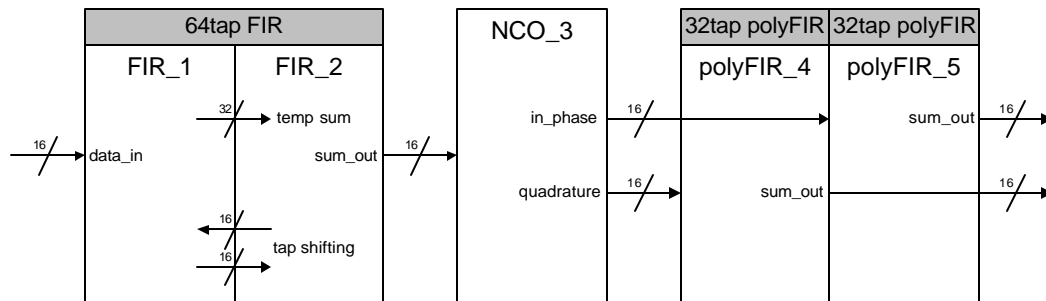 64tap FIR
FIR_1
FIR_2
32
temp sum
16
data_in
sum_out
16
16
tap shifting
16
NCO_3
in_phase
16
quadrature
16
32tap polyFIR
32tap polyFIR
polyFIR_4
polyFIR_5
sum_out
16
sum_out
16